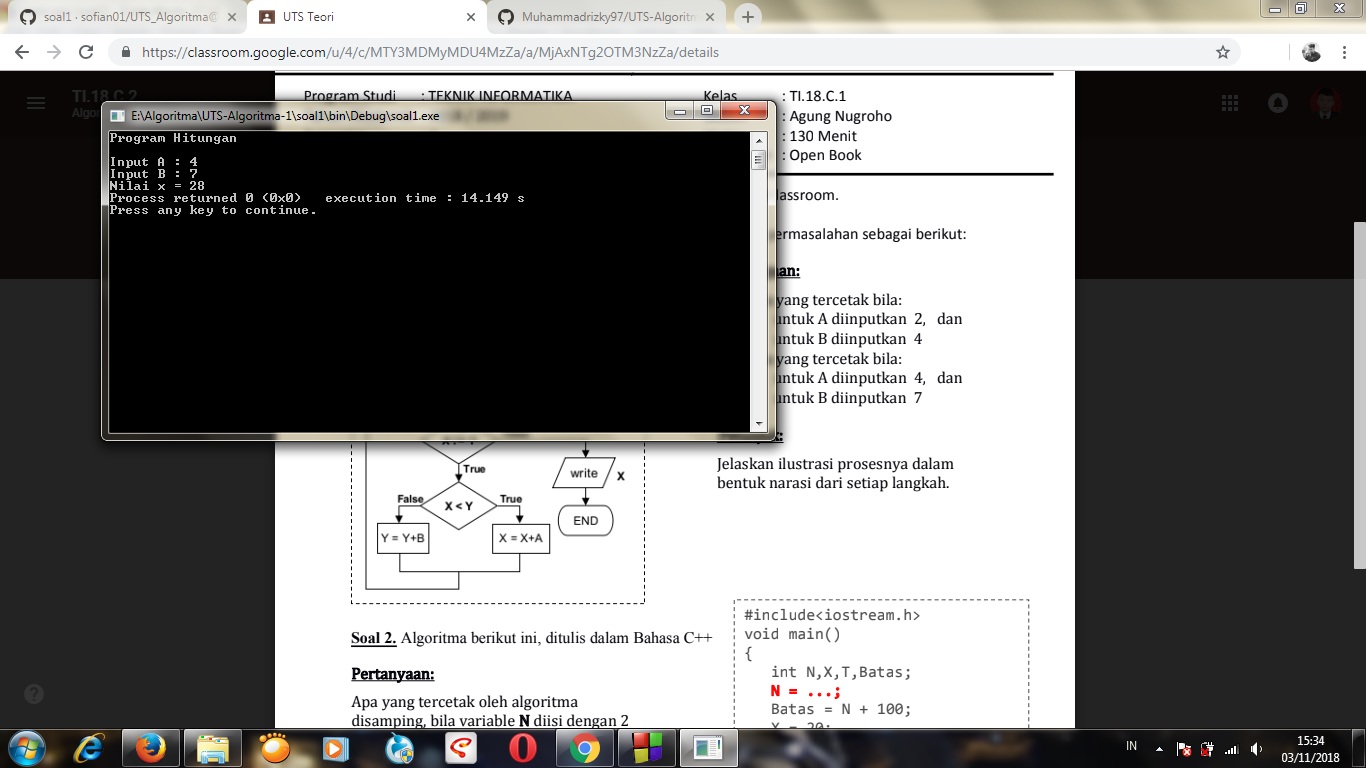 soal1 · sofian01/UTS_Algoritma@
UTS Teori
Muhammadrizky97/UTS-Algoritm
https://classroom.google.com/u/4/c/MTY3MDMyMDU4MzZa/a/MjAxNTg2OTM3NzZa/details
TI.18.C.2
Program Studi : TEKNIK INFORMATIKA
Kelas : TI.18.C.1
: Agung Nugroho
: 130 Menit
: Open Book
E:\Algoritma\UTS-Algoritma-1\soal1\bin\Debug\soal1.exe
Program Hitungan
Input A : 4
Input B : 7
Nilai x = 28
Process returned 0 (0x0) execution time : 14.149 s
Press any key to continue.
lassroom.
ermasalahan sebagai berikut:
an:
yang tercetak bila:
untuk A diinputkan 2, dan
untuk B diinputkan 4
yang tercetak bila:
untuk A diinputkan 4, dan
untuk B diinputkan 7
Jelaskan ilustrasi prosesnya dalam
bentuk narasi dari setiap langkah.
True
write X
False X < Y True
END
Y = Y+B X = X+A
Soal 2. Algoritma berikut ini, ditulis dalam Bahasa C++
Pertanyaan:
Apa yang tercetak oleh algoritma
disamping, bila variable N diisi dengan 2
#include<iostream.h>
void main()
{
int N,X,T,Batas;
N = ...;
Batas = N + 100;
X = 20;
IN
15:34
03/11/2018